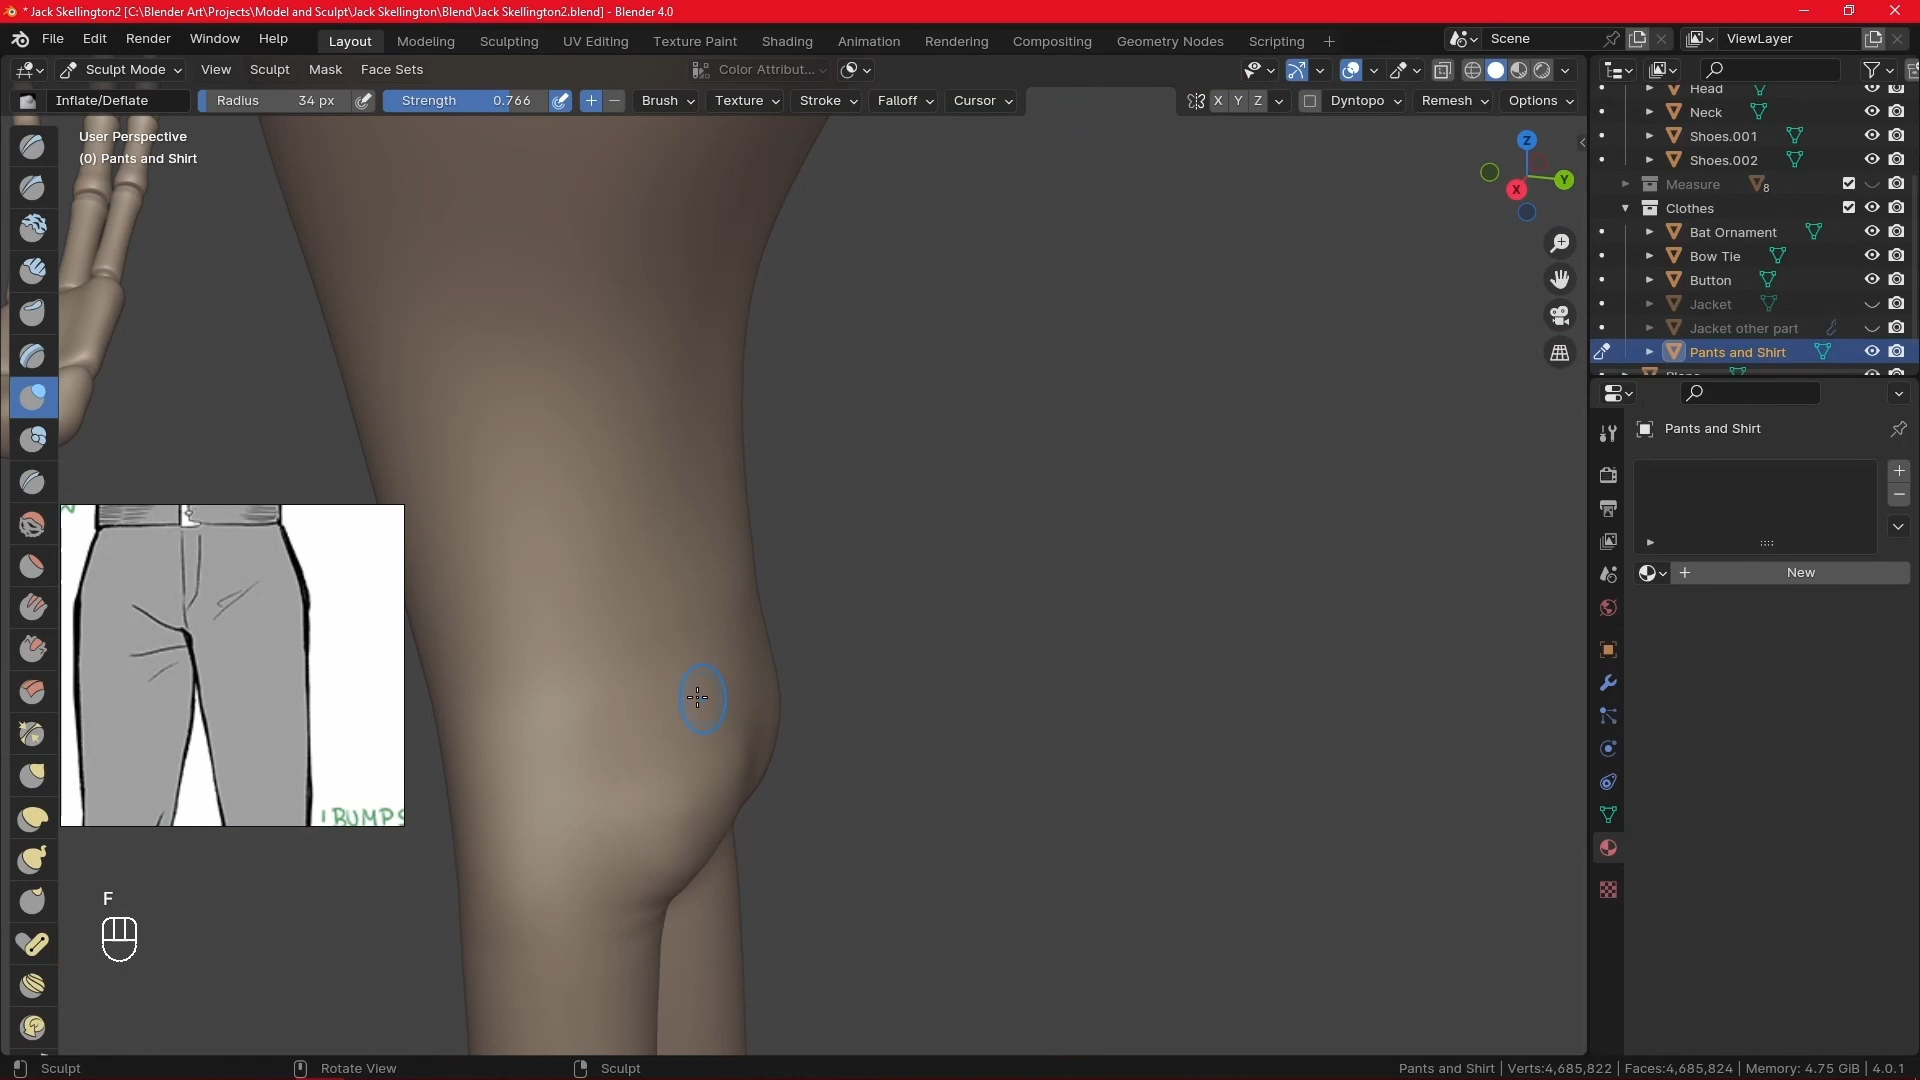 * Jack Skellington2 [C:\Blender Art\Projects\Model and Sculpt\Jack Skellington\Blend\Jack Skellington2.blend] - Blender 4.0
File Edit Render Window Help Layout Modeling Sculpting UV Editing Texture Paint Shading Animation Rendering Compositing Geometry Nodes Scripting + Scene ViewLayer
Sculpt Mode View Sculpt Mask Face Sets Color Attribut...
Inflate/Deflate Radius 34 px Strength 0.766 + − Brush Texture Stroke Falloff Cursor X Y Z Dyntopo Remesh Options
User Perspective
(0) Pants and Shirt
Z
Y
X
Head
Neck
Shoes.001
Shoes.002
Measure 8
Clothes
Bat Ornament
Bow Tie
Button
Jacket
Jacket other part
Pants and Shirt
Pants and Shirt
+ New
BUMPS
F
Sculpt Rotate View Sculpt Pants and Shirt | Verts:4,685,822 | Faces:4,685,824 | Memory: 4.75 GiB | 4.0.1